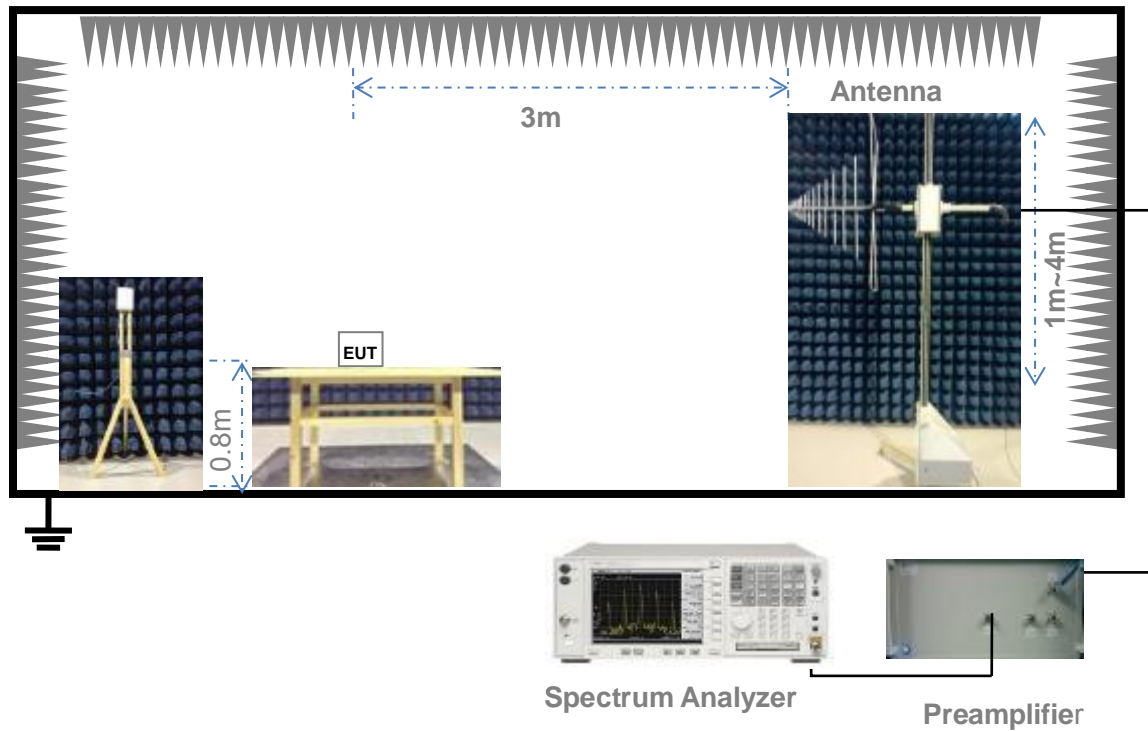 Antenna
3m
1m~4m
EUT
0.8m
Spectrum Analyzer
Preamplifier